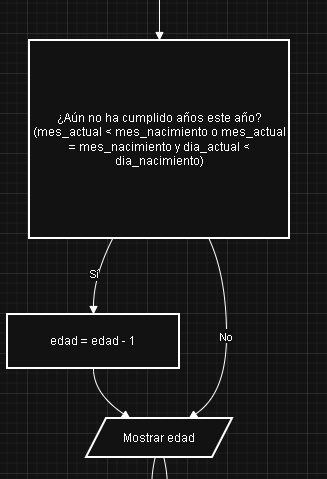 ¿Aún no ha cumplido años este año?
(mes_actual < mes_nacimiento o mes_actual
= mes_nacimiento y dia_actual <
dia_nacimiento)
Sí
edad = edad - 1
No
Mostrar edad